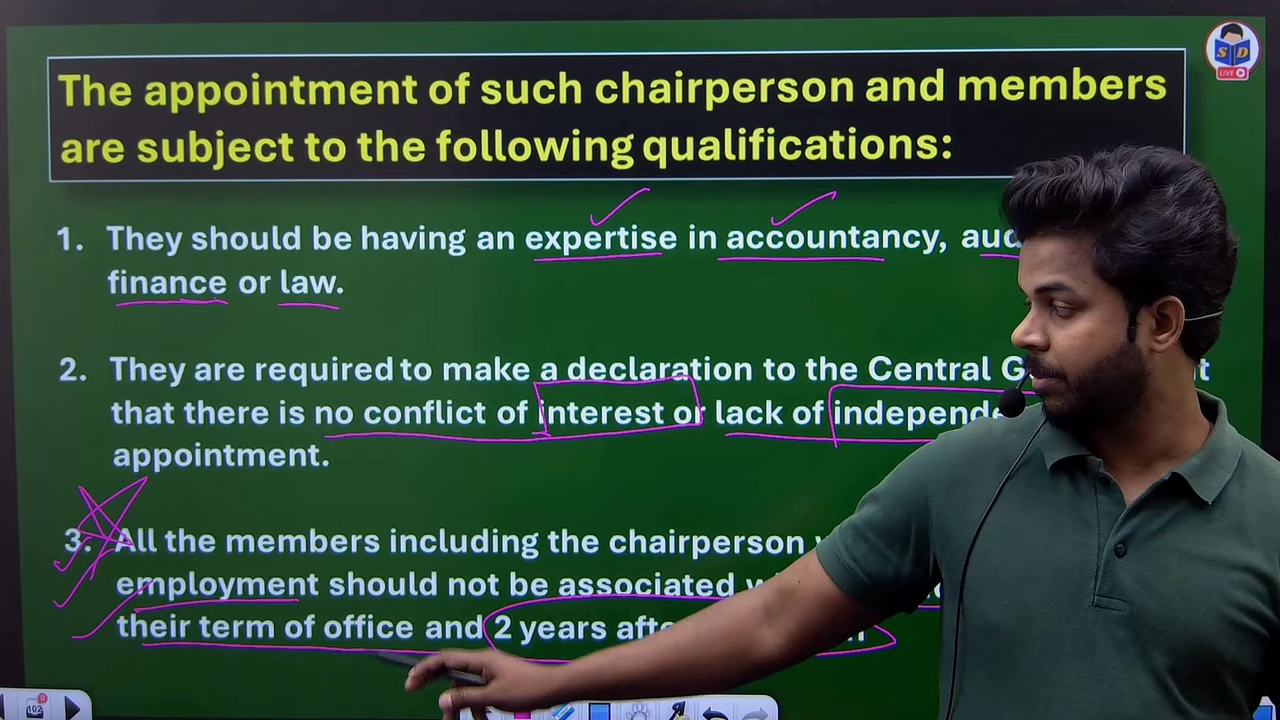 The appointment of such chairperson and members
are subject to the following qualifications:
1. They should be having an expertise in accountancy,
finance or law.
2. They are required to make a declaration to the Central
that there is no conflict of interest or lack of
appointment.
3. All the members including the chairperson
employment should not be associated
their term of office and 2 years
S D
LIVE
102